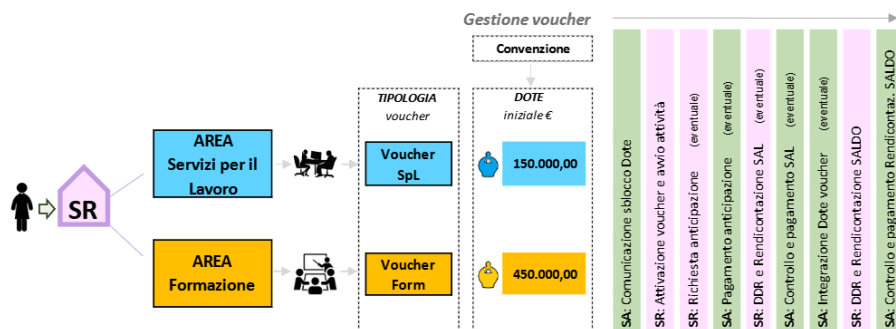 Gestione voucher
Convenzione
TIPOLOGIA
voucher
DOTE
iniziale €
AREA
Servizi per il
Lavoro
Voucher
SpL
150.000,00
SR
AREA
Formazione
Voucher
Form
450.000,00
SA: Comunicazione sblocco Dote
SR: Attivazione voucher e avvio attività
SR: Richiesta anticipazione (eventuale)
SA: Pagamento anticipazione (eventuale)
SR: DDR e Rendicontazione SAL (eventuale)
SA: Controllo e pagamento SAL (eventuale)
SA: Integrazione Dote voucher (eventuale)
SR: DDR e Rendicontazione SALDO
SA: Controllo e pagamento Rendicontaz. SALDO